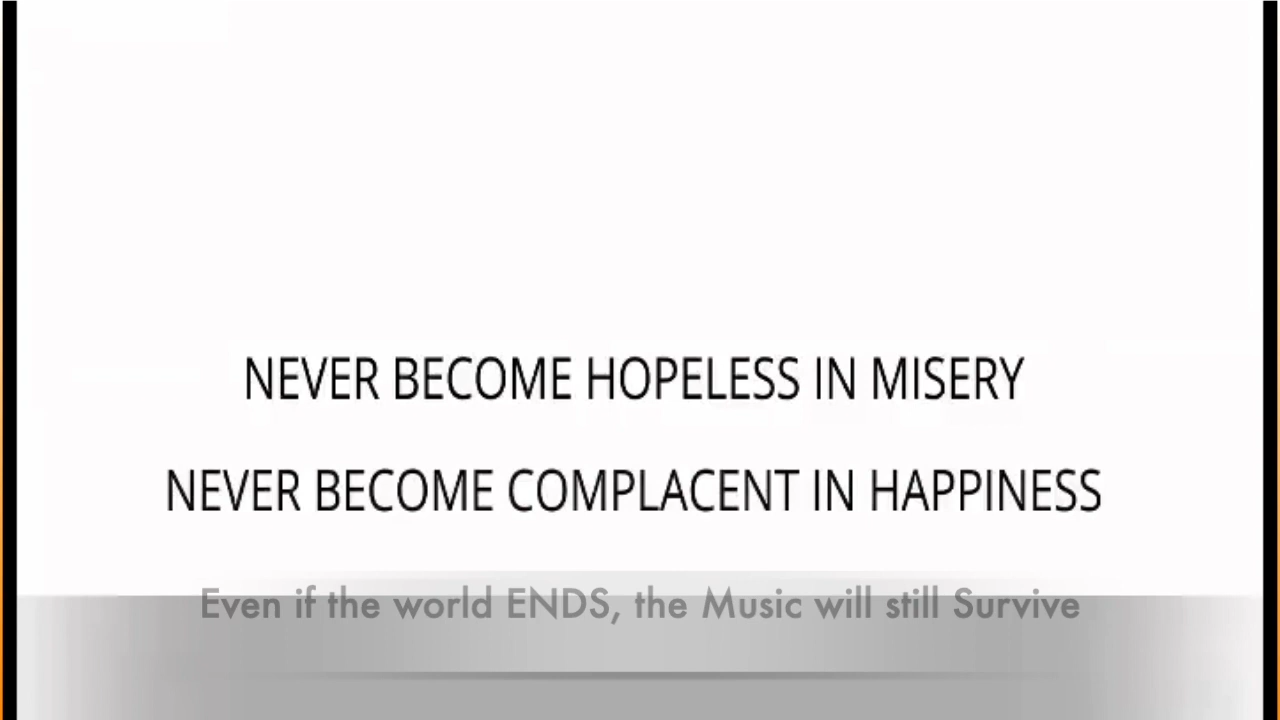 NEVER BECOME HOPELESS IN MISERY
NEVER BECOME COMPLACENT IN HAPPINESS
Even if the world ENDS, the Music will still Survive